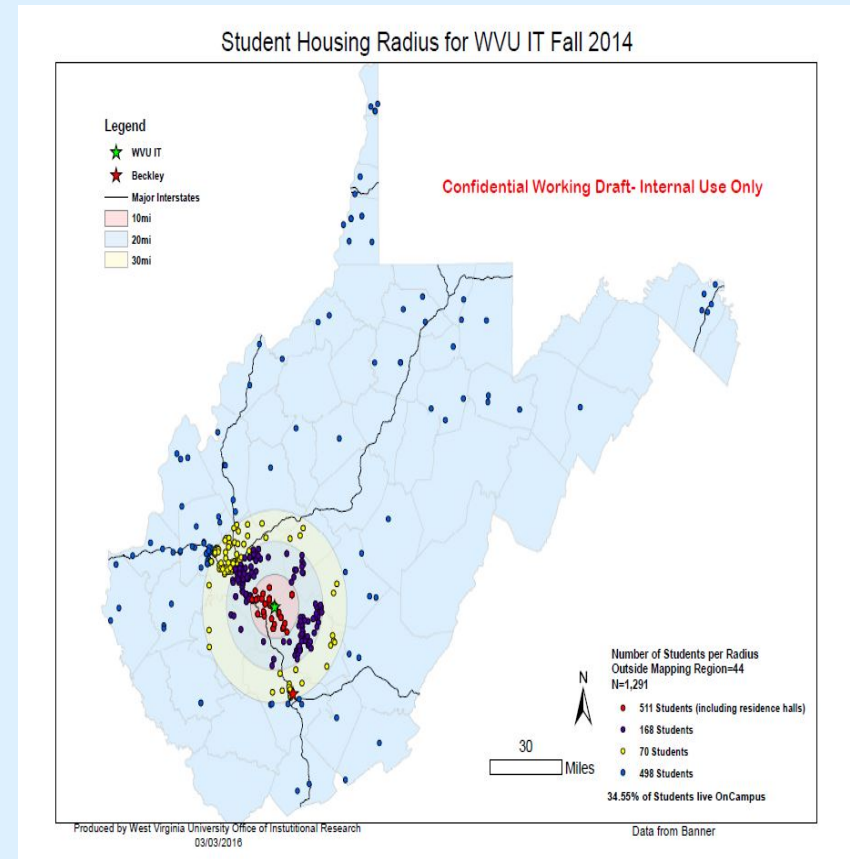 Student Housing Radius for WVU IT Fall 2014
Legend
WVU IT
Beckley
Major Interstates
10mi
20mi
30mi
Confidential Working Draft- Internal Use Only
Number of Students per Radius
Outside Mapping Region=44
N=1,291
511 Students (including residence halls)
168 Students
70 Students
498 Students
34.55% of Students live OnCampus
N
30
Miles
Produced by West Virginia University Office of Instutitional Research
03/03/2016
Data from Banner